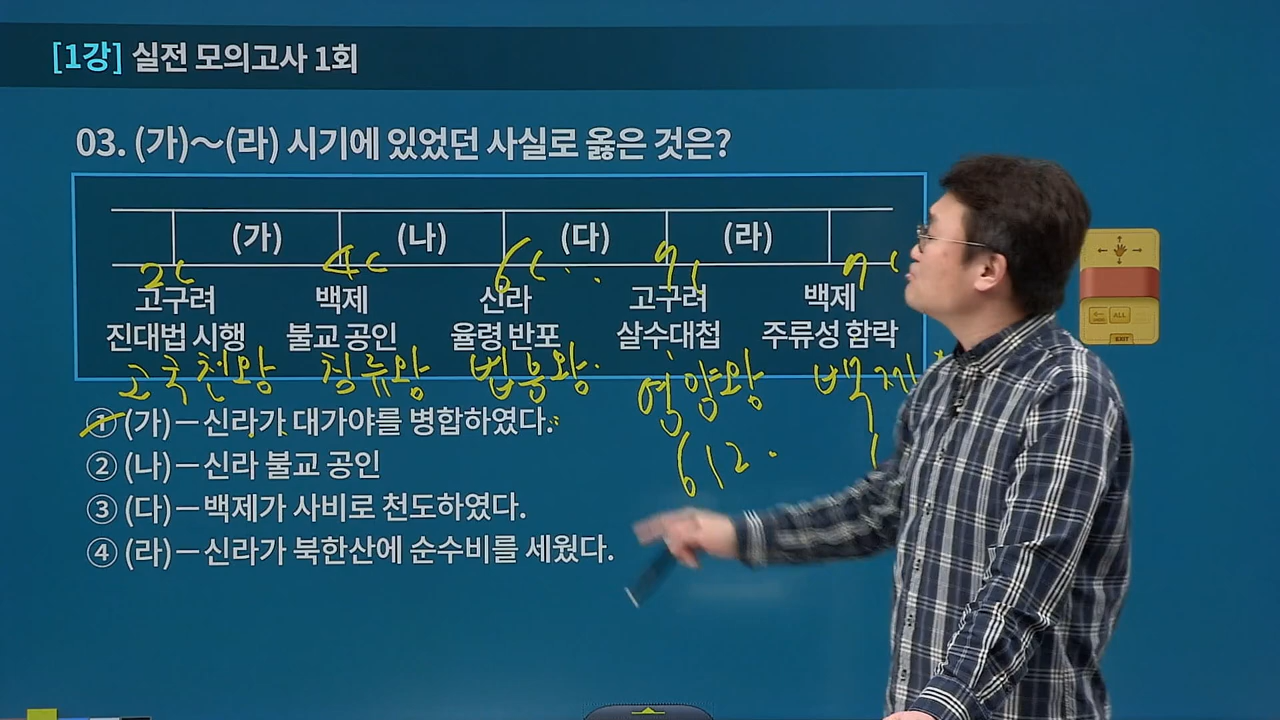 [1강] 실전 모의고사 1회
03. (가)～(라) 시기에 있었던 사실로 옳은 것은?
(가) (나) (다) (라)
2c 4c 6c 7c 7c
고구려 백제 신라 고구려 백제
진대법 시행 불교 공인 율령 반포 살수대첩 주류성 함락
고국천왕 침류왕 법흥왕 영양왕 백제
612.
① (가) – 신라가 대가야를 병합하였다.
② (나) – 신라 불교 공인
③ (다) – 백제가 사비로 천도하였다.
④ (라) – 신라가 북한산에 순수비를 세웠다.
ALL
EXIT